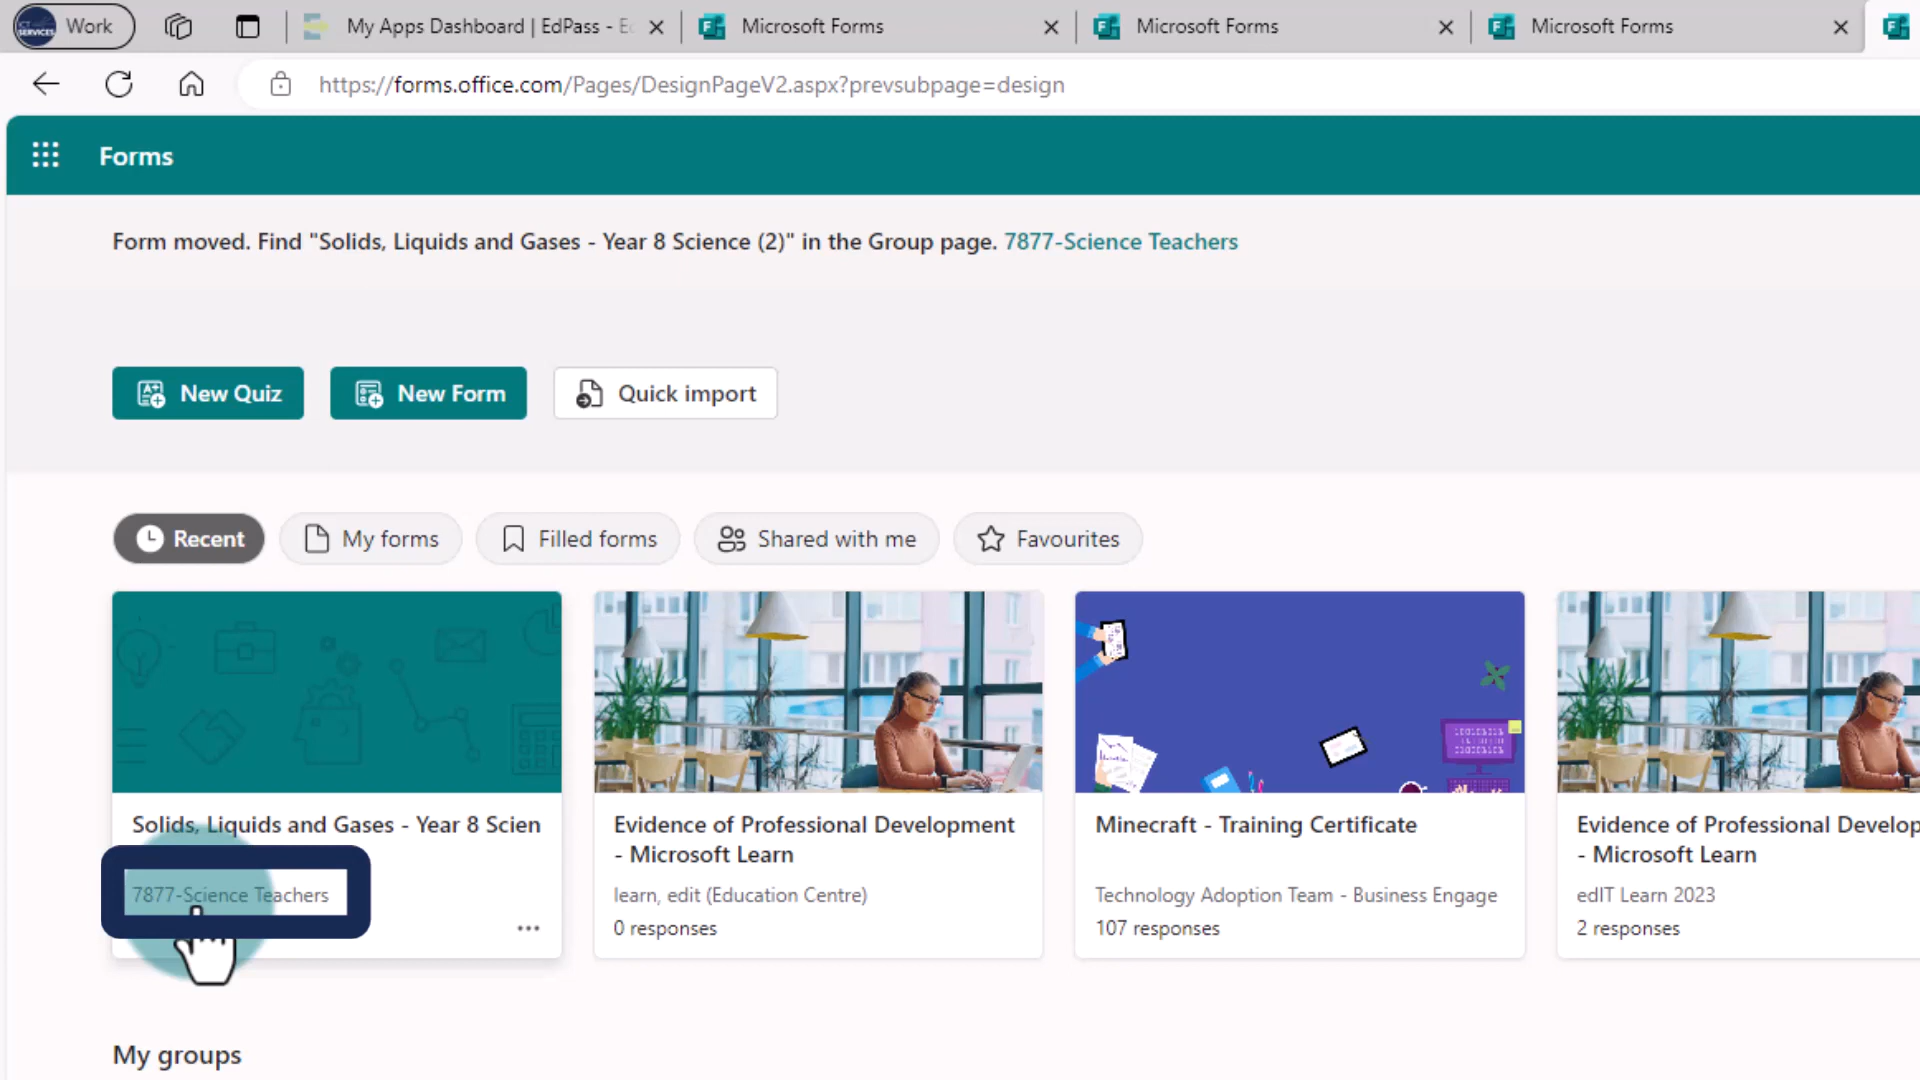 Work
My Apps Dashboard | EdPass - E
Microsoft Forms
Microsoft Forms
Microsoft Forms
https://forms.office.com/Pages/DesignPageV2.aspx?prevsubpage=design
Forms
Form moved. Find "Solids, Liquids and Gases - Year 8 Science (2)" in the Group page. 7877-Science Teachers
New Quiz
New Form
Quick import
Recent
My forms
Filled forms
Shared with me
Favourites
Solids, Liquids and Gases - Year 8 Scien
7877-Science Teachers
Evidence of Professional Development
- Microsoft Learn
learn, edit (Education Centre)
0 responses
Minecraft - Training Certificate
Technology Adoption Team - Business Engage
107 responses
Evidence of Professional Develop
- Microsoft Learn
edIT Learn 2023
2 responses
My groups